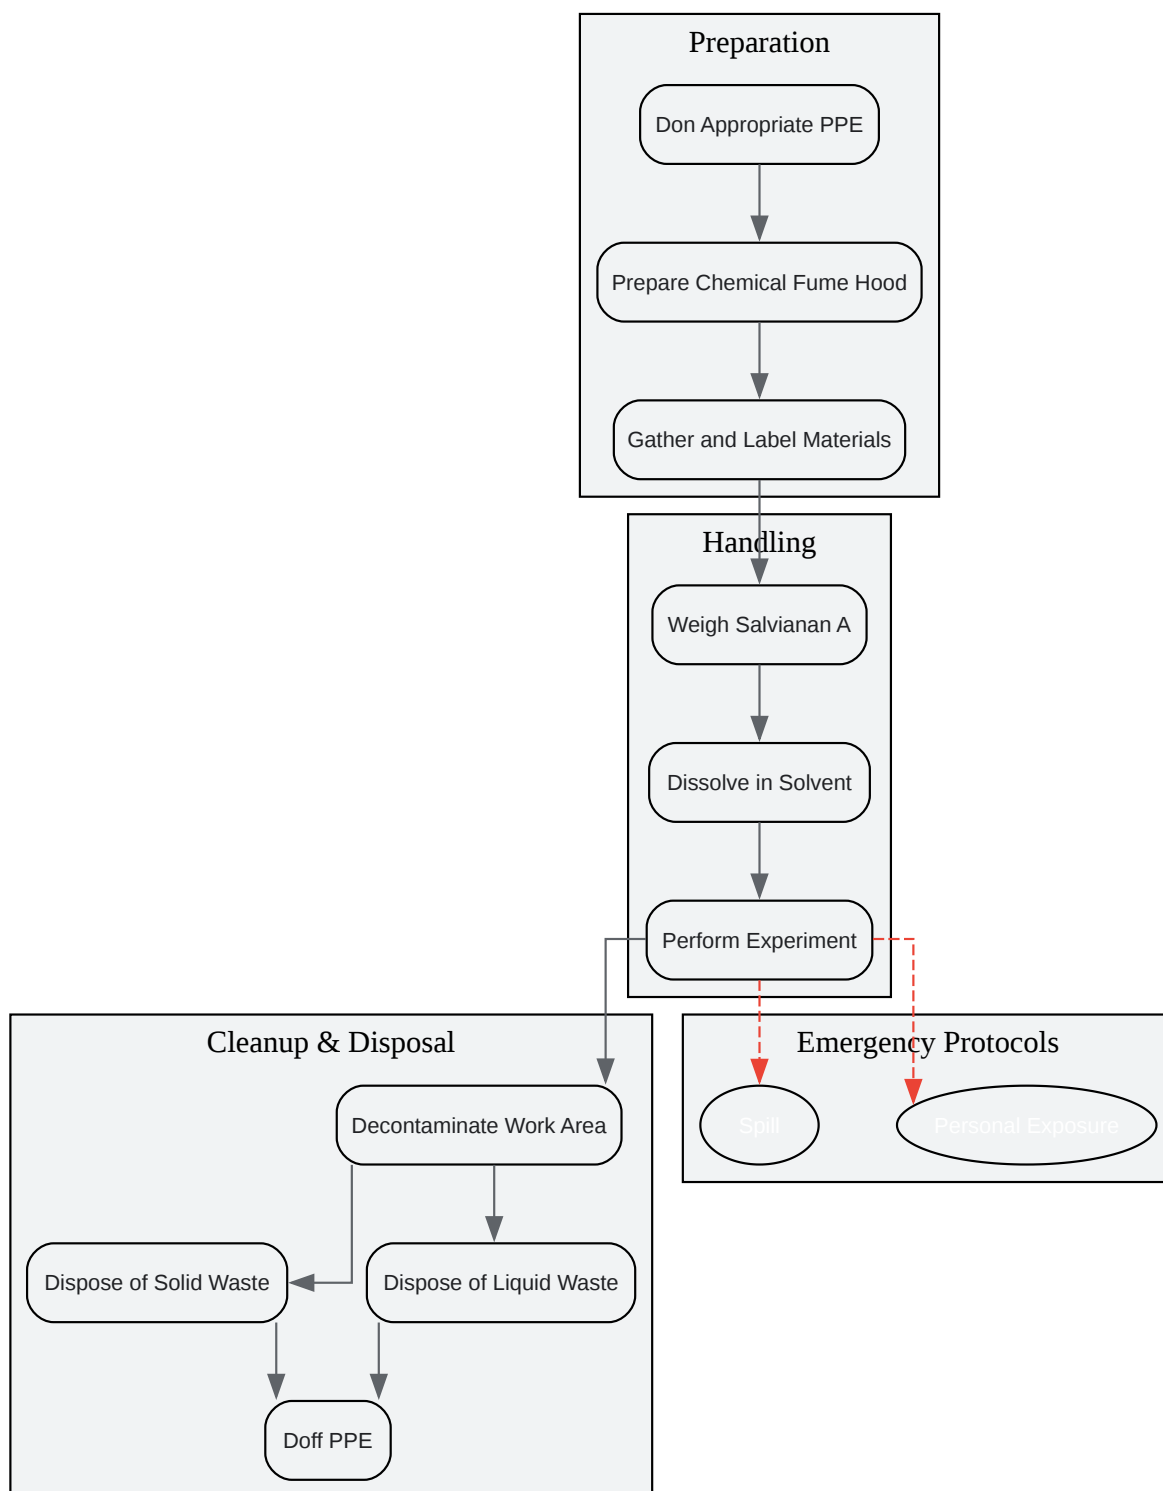 Preparation
Don Appropriate PPE
Prepare Chemical Fume Hood
Gather and Label Materials
Handling
Weigh Salvianan A
Dissolve in Solvent
Perform Experiment
Cleanup & Disposal
Decontaminate Work Area
Dispose of Solid Waste
Dispose of Liquid Waste
Doff PPE
Emergency Protocols
Spill
Personal Exposure